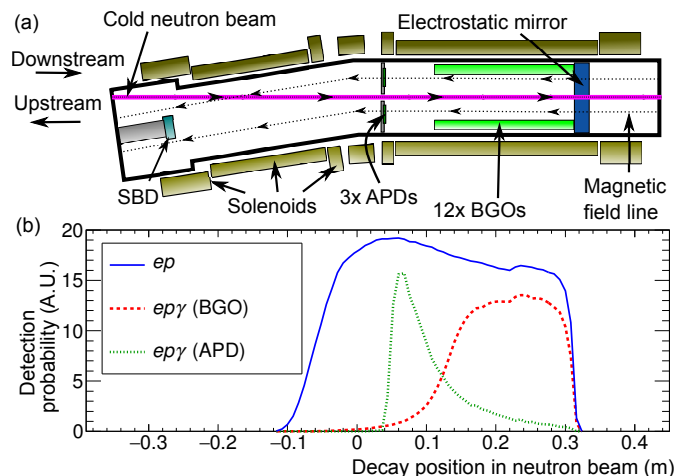 (a)
Cold neutron beam
Electrostatic mirror
Downstream
Upstream
SBD
Solenoids
3x APDs
12x BGOs
Magnetic
field line
(b)
20
15
10
5
0
Detection
probability (A.U.)
ep
epγ (BGO)
epγ (APD)
−0.3 −0.2 −0.1 0 0.1 0.2 0.3 0.4
Decay position in neutron beam (m)